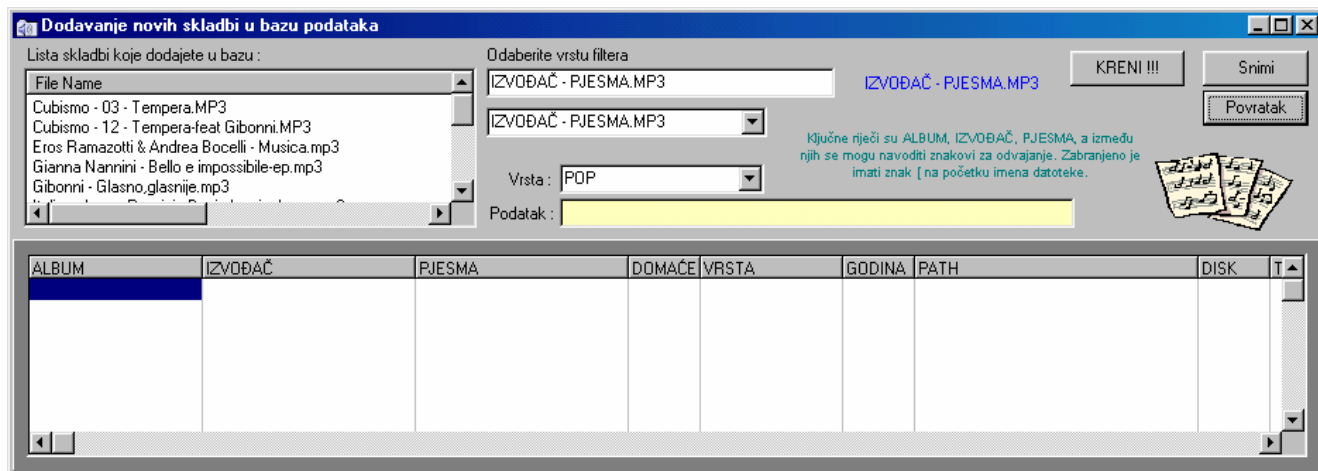 Dodavanje novih skladbi u bazu podataka
Lista skladbi koje dodajete u bazu :
File Name
Cubismo - 03 - Tempera.MP3
Cubismo - 12 - Tempera-feat Gibonni.MP3
Eros Ramazotti & Andrea Bocelli - Musica.mp3
Gianna Nannini - Bello e impossibile-ep.mp3
Gibonni - Glasno,glasnije.mp3
Odaberite vrstu filtera
IZVOĐAČ - PJESMA.MP3
IZVOĐAČ - PJESMA.MP3
Vrsta : POP
Podatak :
IZVOĐAČ - PJESMA.MP3
KRENI !!!
Snimi
Povratak
Ključne riječi su ALBUM, IZVOĐAČ, PJESMA, a između
njih se mogu navoditi znakovi za odvajanje. Zabranjeno je
imati znak [ na početku imena datoteke.
ALBUM IZVOĐAČ PJESMA DOMAĆE VRSTA GODINA PATH DISK T